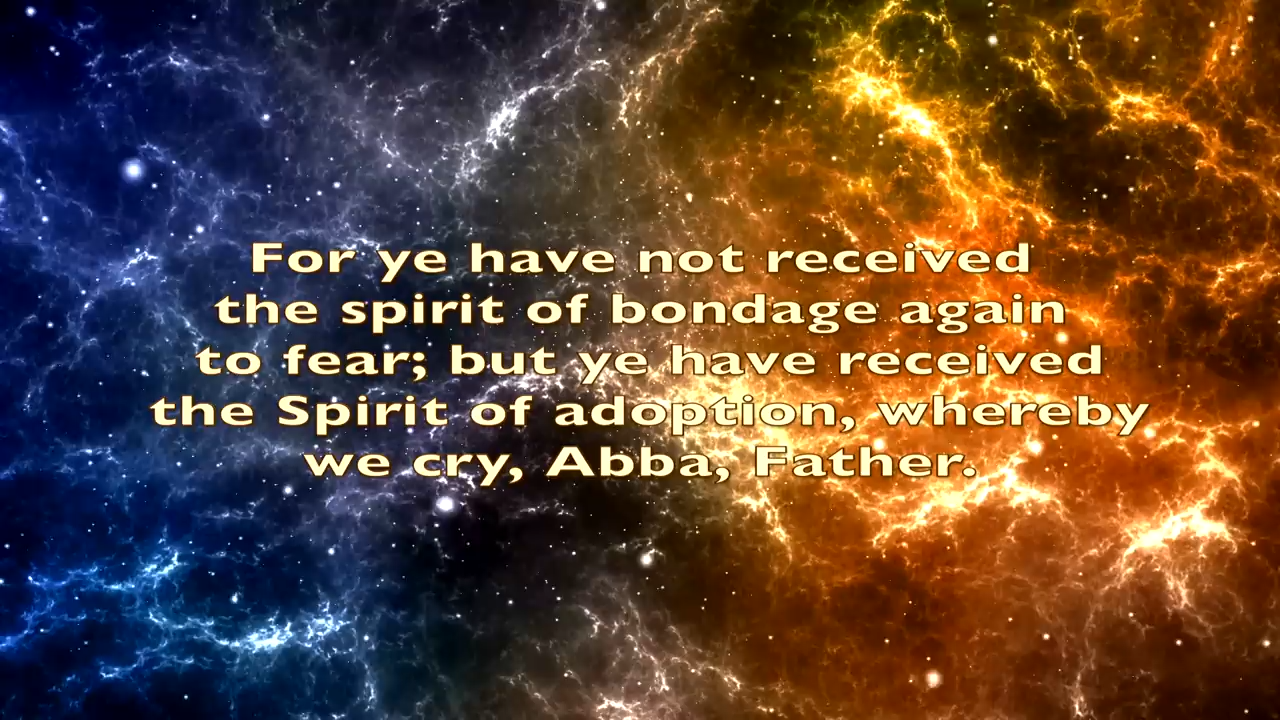 For ye have not received
the spirit of bondage again
to fear; but ye have received
the Spirit of adoption, whereby
we cry, Abba, Father.